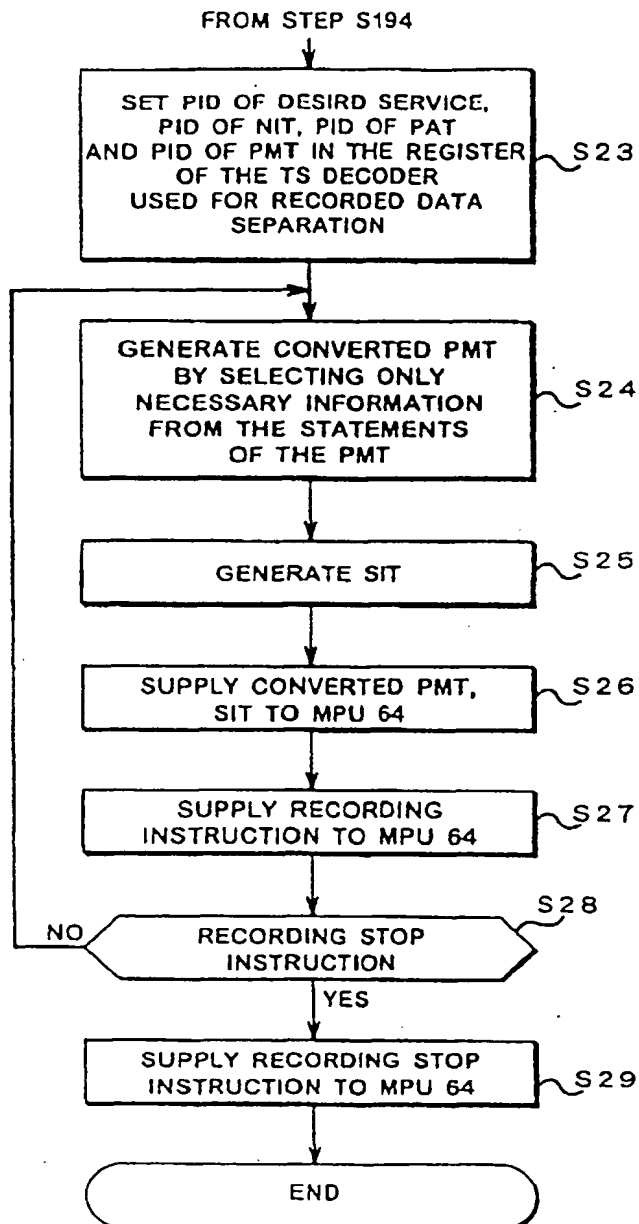 FROM STEP S194
SET PID OF DESIRD SERVICE,
PID OF NIT, PID OF PAT
AND PID OF PMT IN THE REGISTER
OF THE TS DECODER
USED FOR RECORDED DATA
SEPARATION
S23
GENERATE CONVERTED PMT
BY SELECTING ONLY
NECESSARY INFORMATION
FROM THE STATEMENTS
OF THE PMT
S24
GENERATE SIT
S25
SUPPLY CONVERTED PMT,
SIT TO MPU 64
S26
SUPPLY RECORDING
INSTRUCTION TO MPU 64
S27
S28
NO
RECORDING STOP
INSTRUCTION
YES
SUPPLY RECORDING STOP
INSTRUCTION TO MPU 64
S29
END